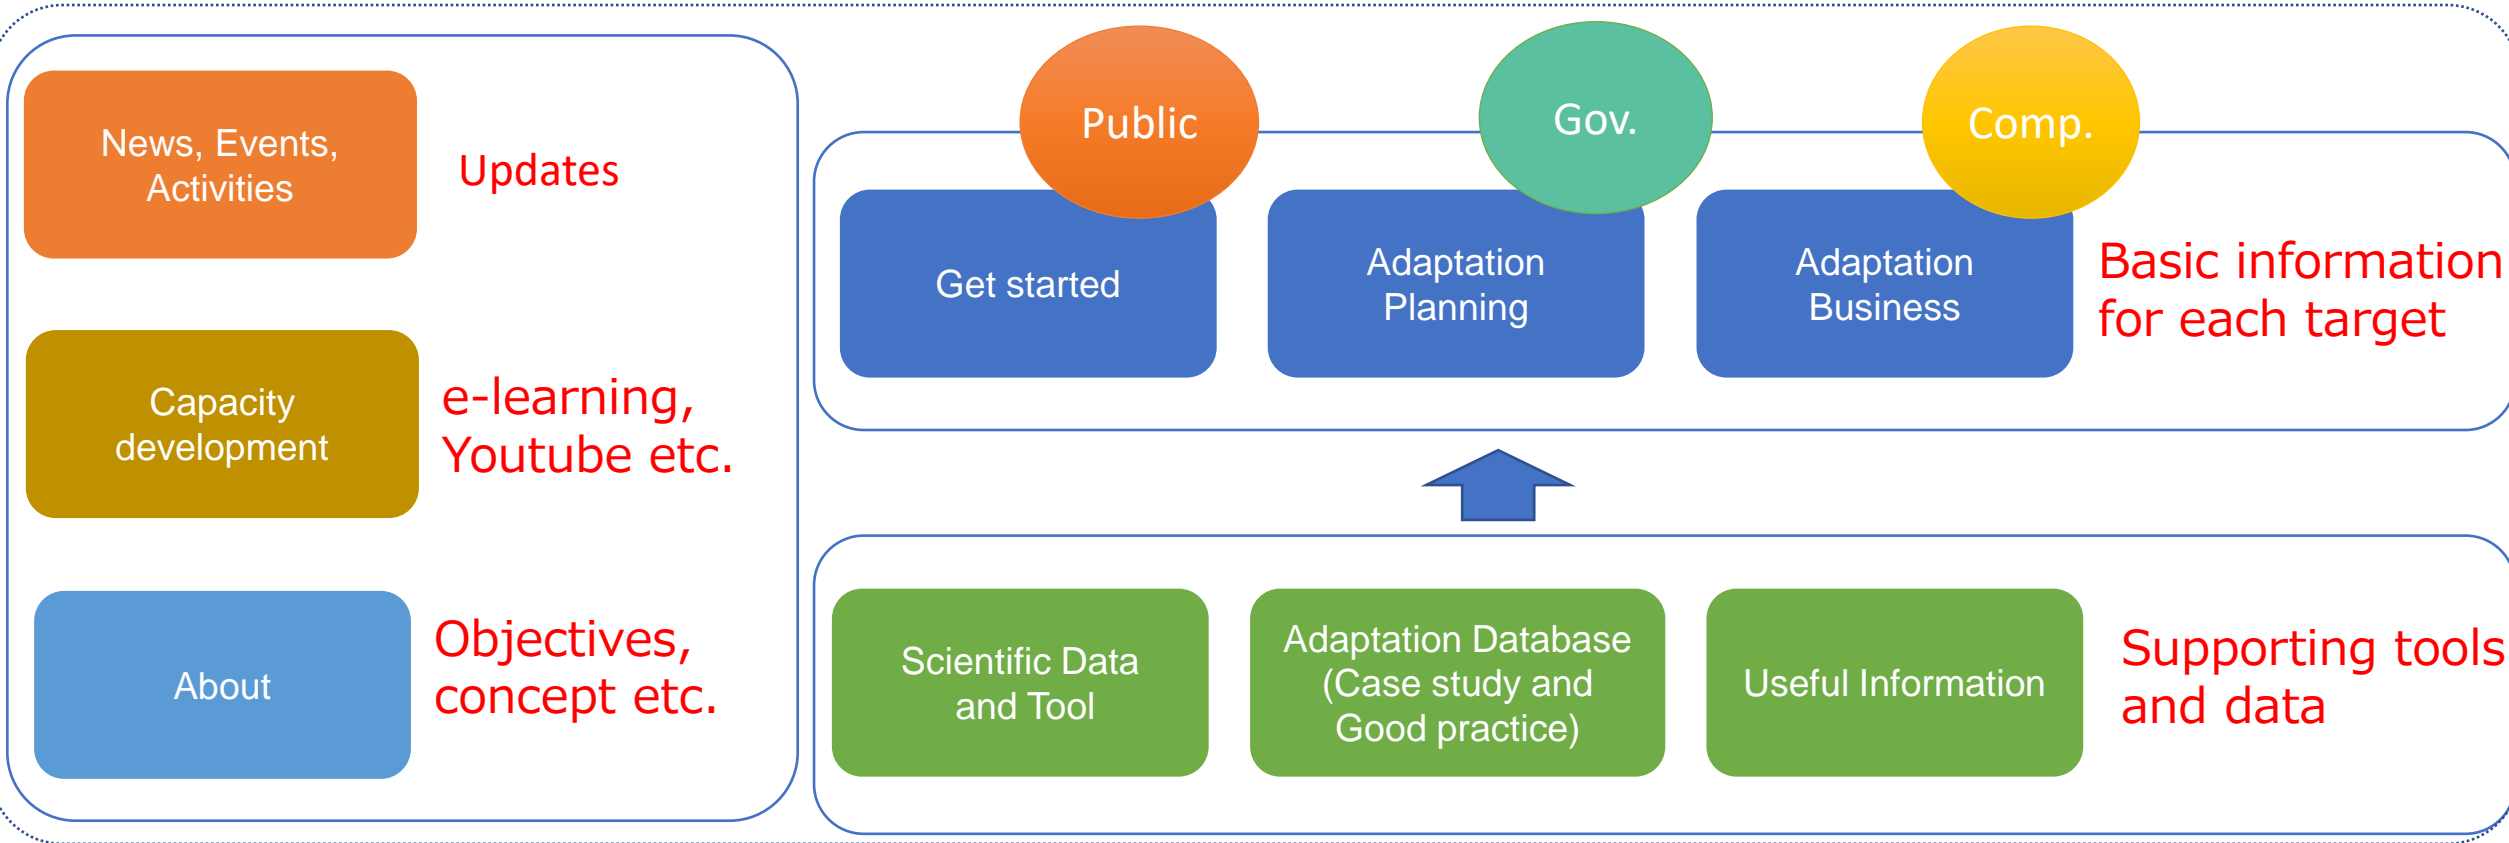 News, Events,
Activities
Updates
Capacity
development
e-learning,
Youtube etc.
About
Objectives,
concept etc.
Public
Gov.
Comp.
Get started
Adaptation
Planning
Adaptation
Business
Basic information
for each target
Scientific Data
and Tool
Adaptation Database
(Case study and
Good practice)
Useful Information
Supporting tools
and data